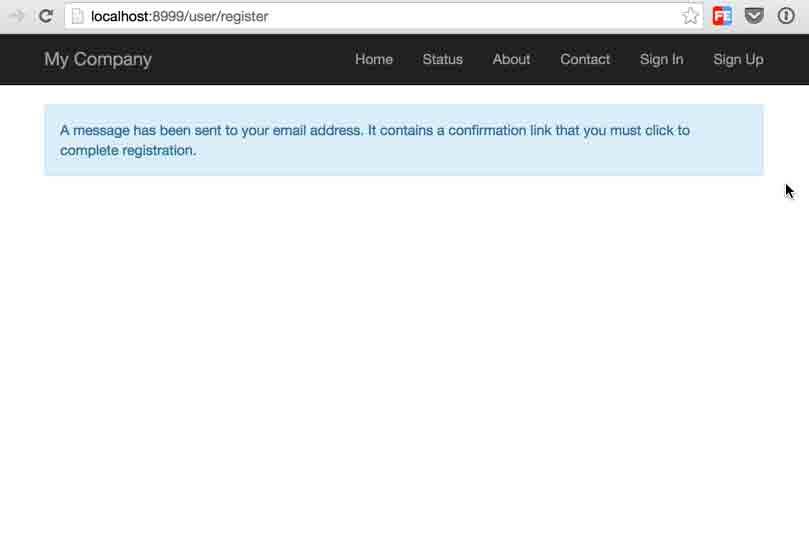 localhost:8999/user/register
FE
My Company Home Status About Contact Sign In Sign Up
A message has been sent to your email address. It contains a confirmation link that you must click to
complete registration.